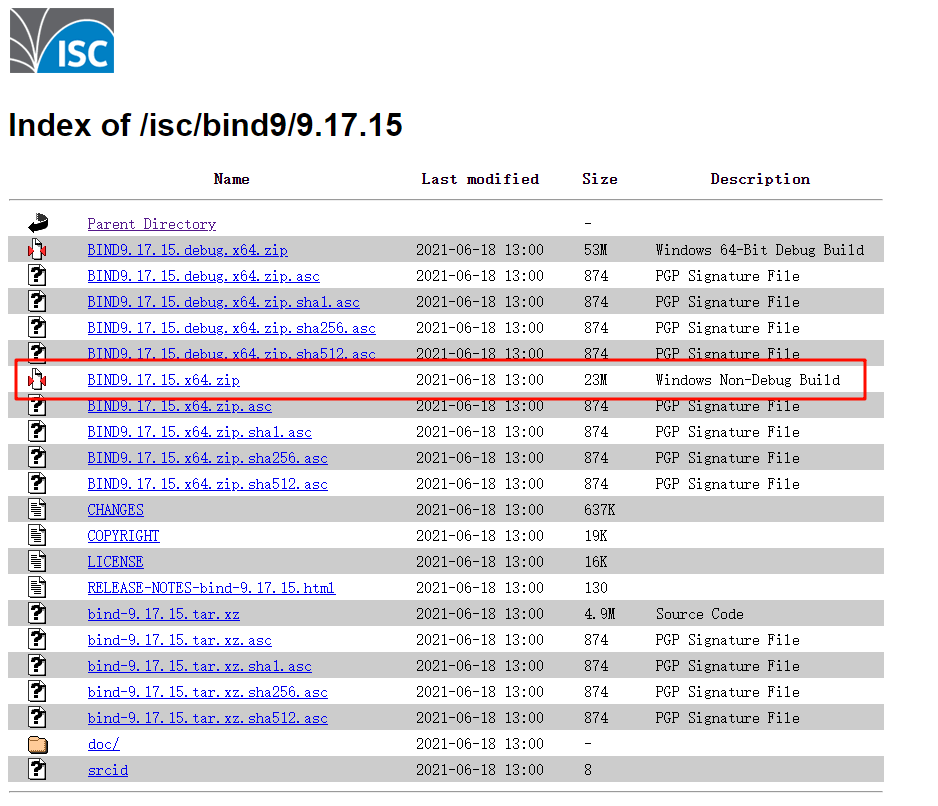 ISC
Index of /isc/bind9/9.17.15
Name Last modified Size Description
Parent Directory -
BIND9.17.15.debug.x64.zip 2021-06-18 13:00 53M Windows 64-Bit Debug Build
BIND9.17.15.debug.x64.zip.asc 2021-06-18 13:00 874 PGP Signature File
BIND9.17.15.debug.x64.zip.sha1.asc 2021-06-18 13:00 874 PGP Signature File
BIND9.17.15.debug.x64.zip.sha256.asc 2021-06-18 13:00 874 PGP Signature File
BIND9.17.15.debug.x64.zip.sha512.asc 2021-06-18 13:00 874 PGP Signature File
BIND9.17.15.x64.zip 2021-06-18 13:00 23M Windows Non-Debug Build
BIND9.17.15.x64.zip.asc 2021-06-18 13:00 874 PGP Signature File
BIND9.17.15.x64.zip.sha1.asc 2021-06-18 13:00 874 PGP Signature File
BIND9.17.15.x64.zip.sha256.asc 2021-06-18 13:00 874 PGP Signature File
BIND9.17.15.x64.zip.sha512.asc 2021-06-18 13:00 874 PGP Signature File
CHANGES 2021-06-18 13:00 637K
COPYRIGHT 2021-06-18 13:00 19K
LICENSE 2021-06-18 13:00 16K
RELEASE-NOTES-bind-9.17.15.html 2021-06-18 13:00 130
bind-9.17.15.tar.xz 2021-06-18 13:00 4.9M Source Code
bind-9.17.15.tar.xz.asc 2021-06-18 13:00 874 PGP Signature File
bind-9.17.15.tar.xz.sha1.asc 2021-06-18 13:00 874 PGP Signature File
bind-9.17.15.tar.xz.sha256.asc 2021-06-18 13:00 874 PGP Signature File
bind-9.17.15.tar.xz.sha512.asc 2021-06-18 13:00 874 PGP Signature File
doc/ 2021-06-18 13:00 -
srcid 2021-06-18 13:00 8